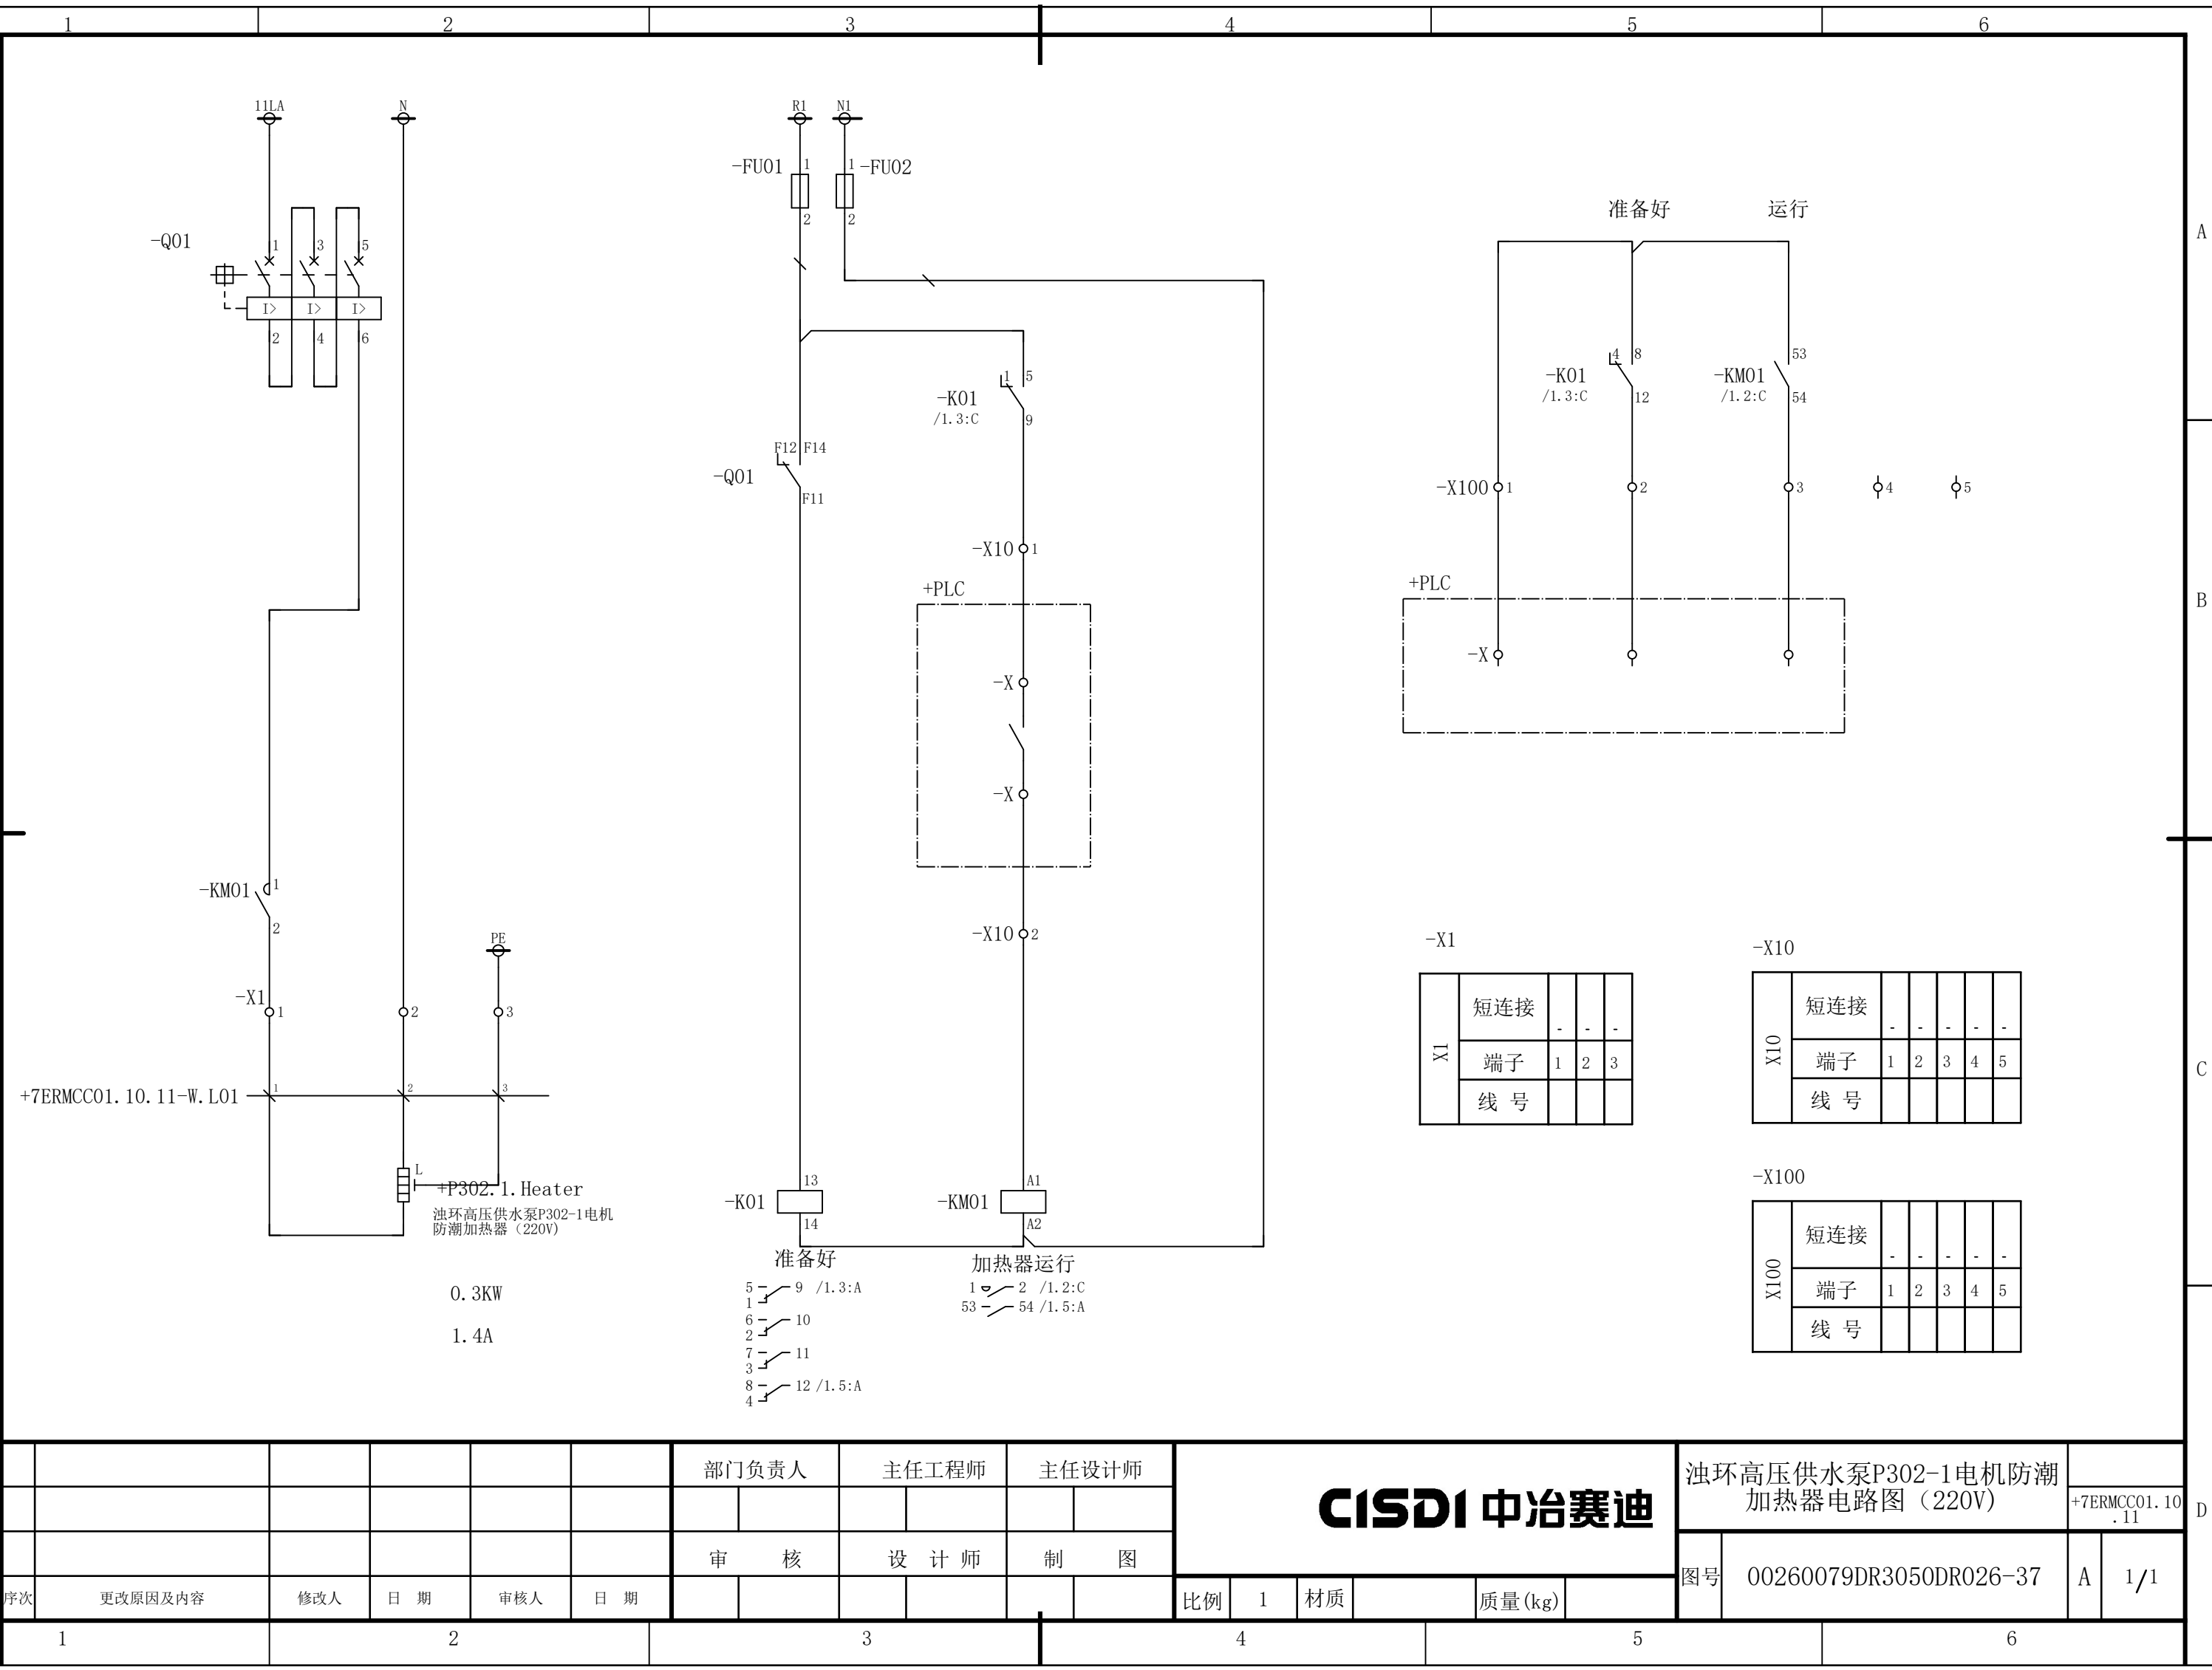 1 2 3 4 5 6
11LA N R1 N1
-FU01 1 1 -FU02
2 2
准备好 运行
A
-Q01 1 3 5
I> I> I>
2 4 6
4 8 53
-K01 -KM01
/1.3:C 12 /1.2:C 54
1 5
-K01
/1.3:C 9
F12 F14
-Q01
F11
-X100 1 2 3 4 5
-X10 1
+PLC
+PLC
B
-X
-X
-X
-KM01 1
2
-X10 2
PE
-X1
1 2 3
+7ERMCC01.10.11-W.L01 1 2 3
L
+P302.1.Heater
浊环高压供水泵P302-1电机
防潮加热器（220V）
0.3KW
1.4A
13 A1
-K01 -KM01
14 A2
准备好
5 9 /1.3:A
1
6 10
2
7 11
3
8 12 /1.5:A
4
加热器运行
1 2 /1.2:C
53 54 /1.5:A
-X1
X1
短连接 - - -
端子 1 2 3
线 号
-X10
X10
短连接 - - - - -
端子 1 2 3 4 5
线 号
C
-X100
X100
短连接 - - - - -
端子 1 2 3 4 5
线 号
部门负责人 主任工程师 主任设计师
审 核 设 计 师 制 图
序次 更改原因及内容 修改人 日 期 审核人 日 期
CISDI 中冶赛迪
比例 1 材质 质量(kg)
浊环高压供水泵P302-1电机防潮
加热器电路图（220V）
+7ERMCC01.10
.11
D
图号 00260079DR3050DR026-37 A 1/1
1 2 3 4 5 6